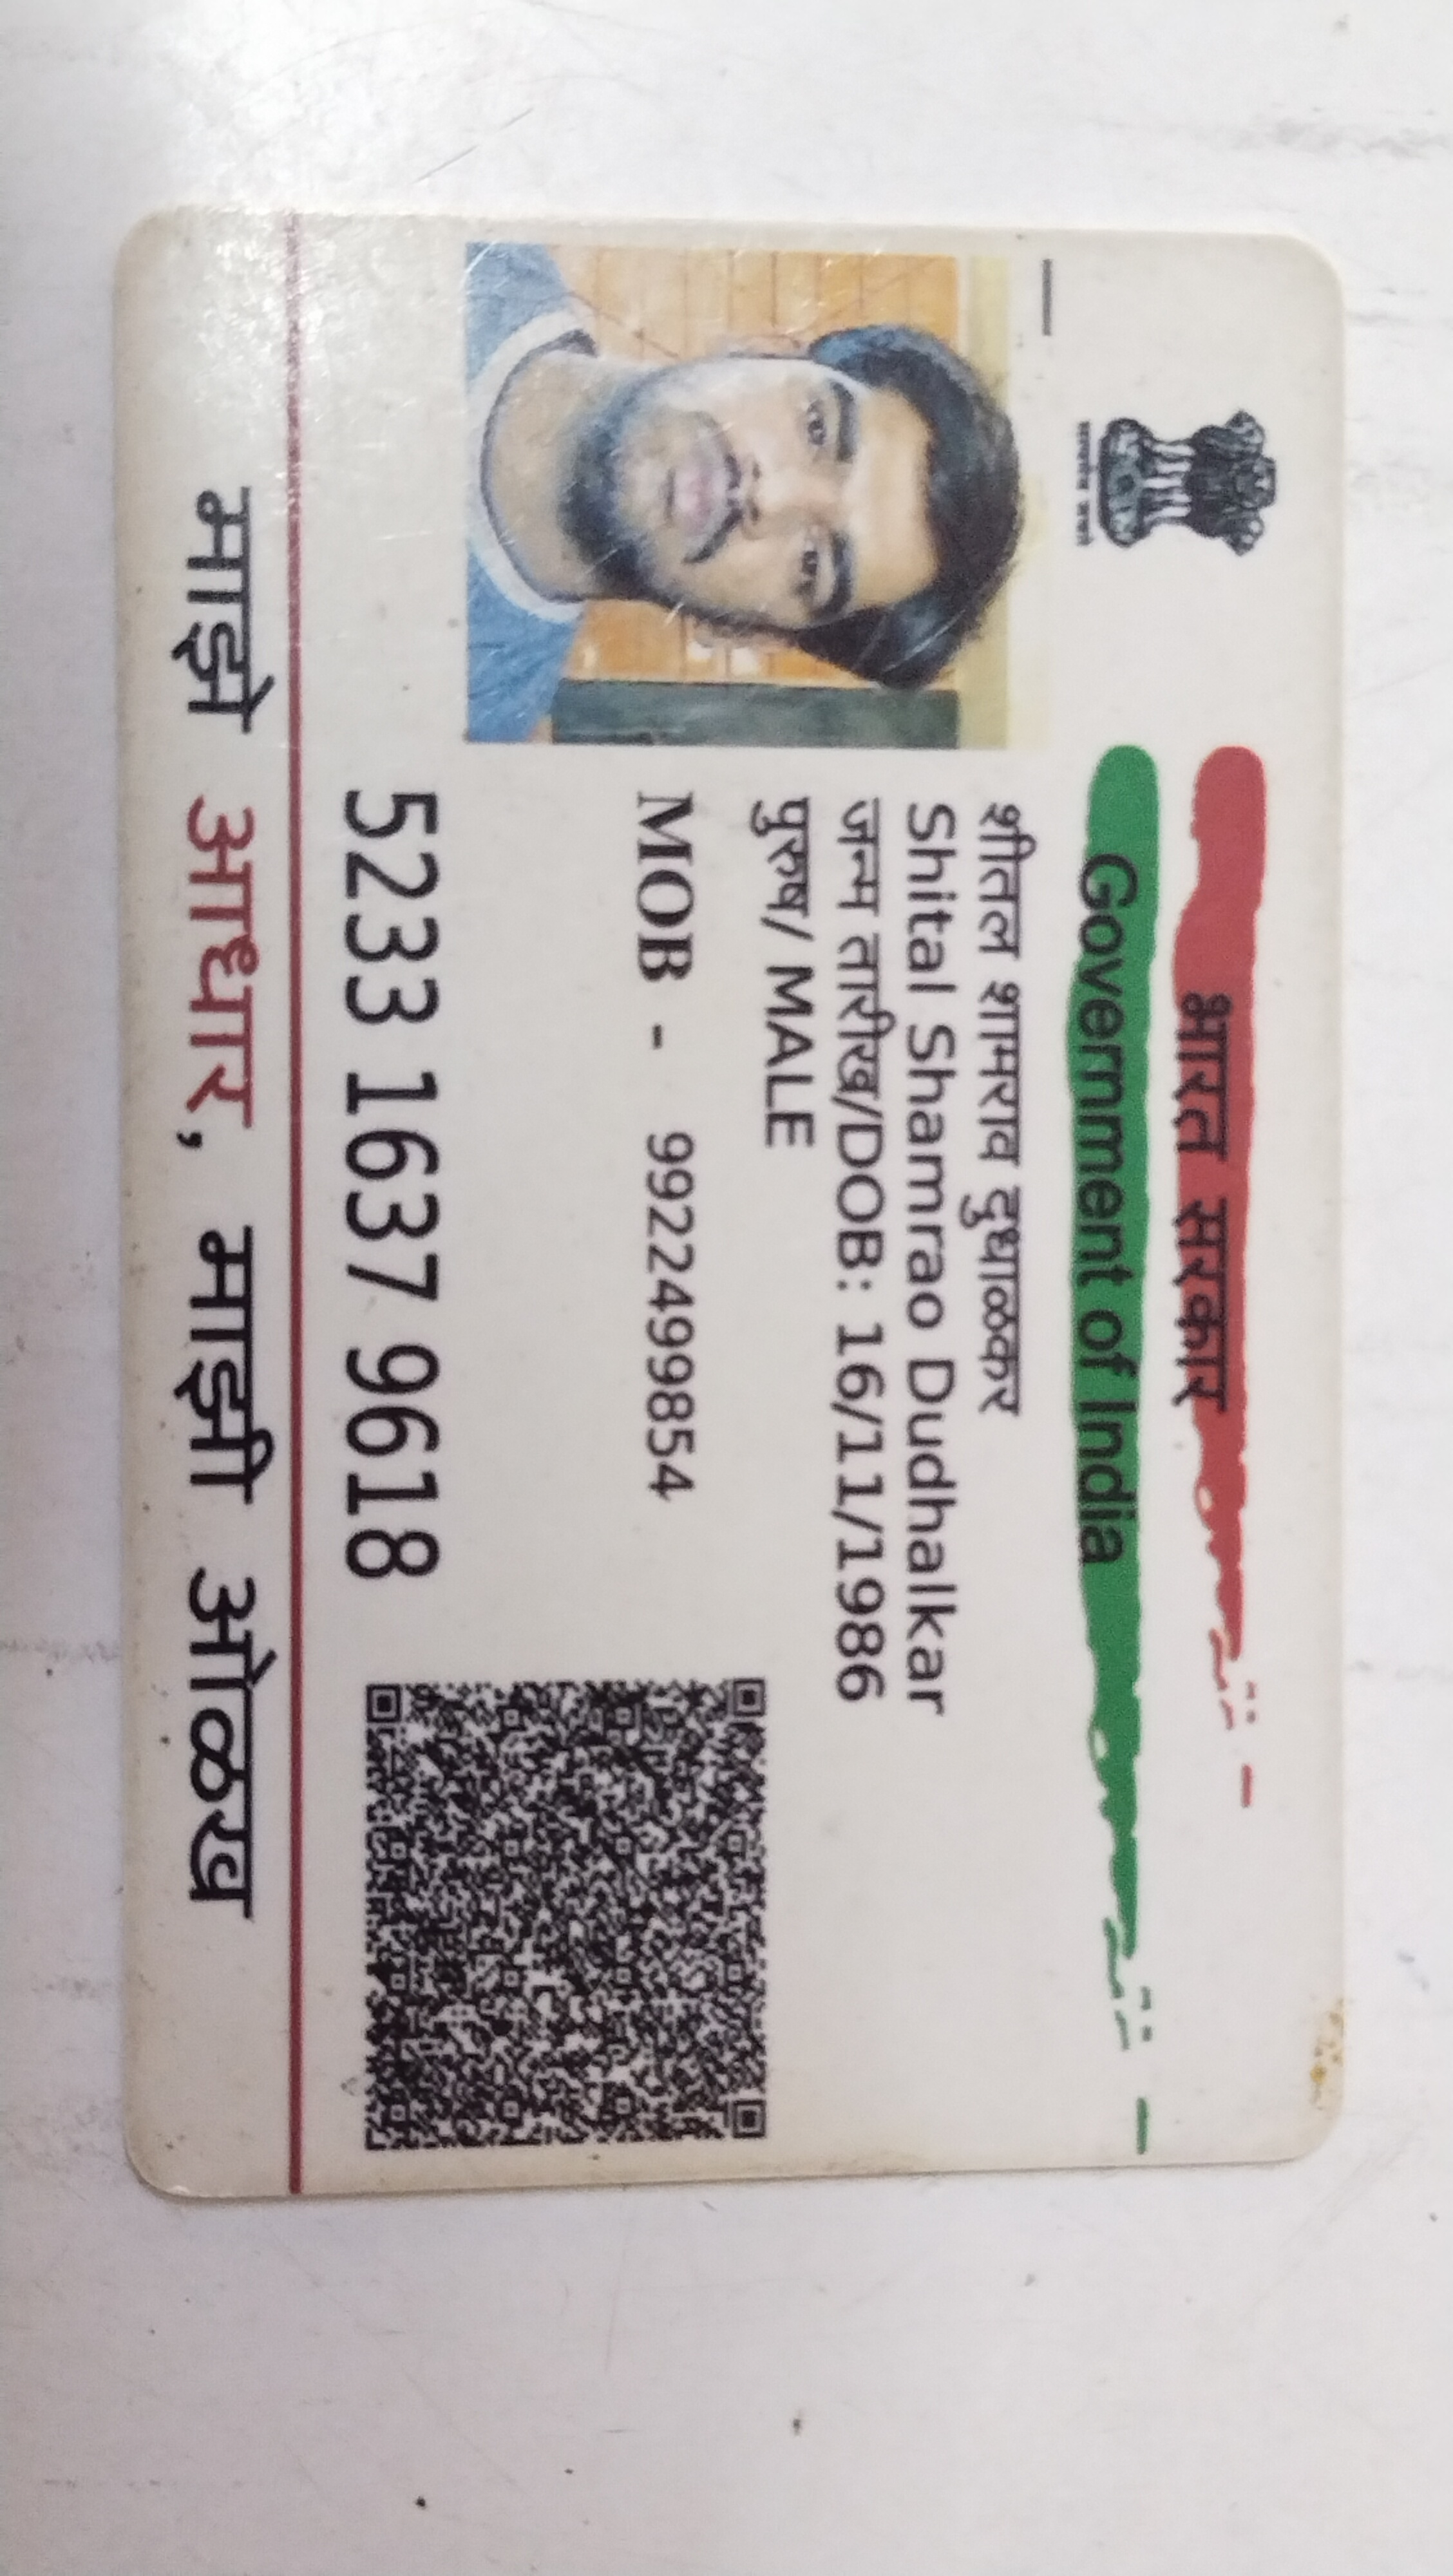 भारत सरकार
Government of India
सत्यमेव जयते
शीतल शामराव दुधाळकर
Shital Shamrao Dudhalkar
जन्म तारीख/DOB: 16/11/1986
पुरुष/ MALE
MOB - 9922499854
5233 1637 9618
माझे आधार, माझी ओळख